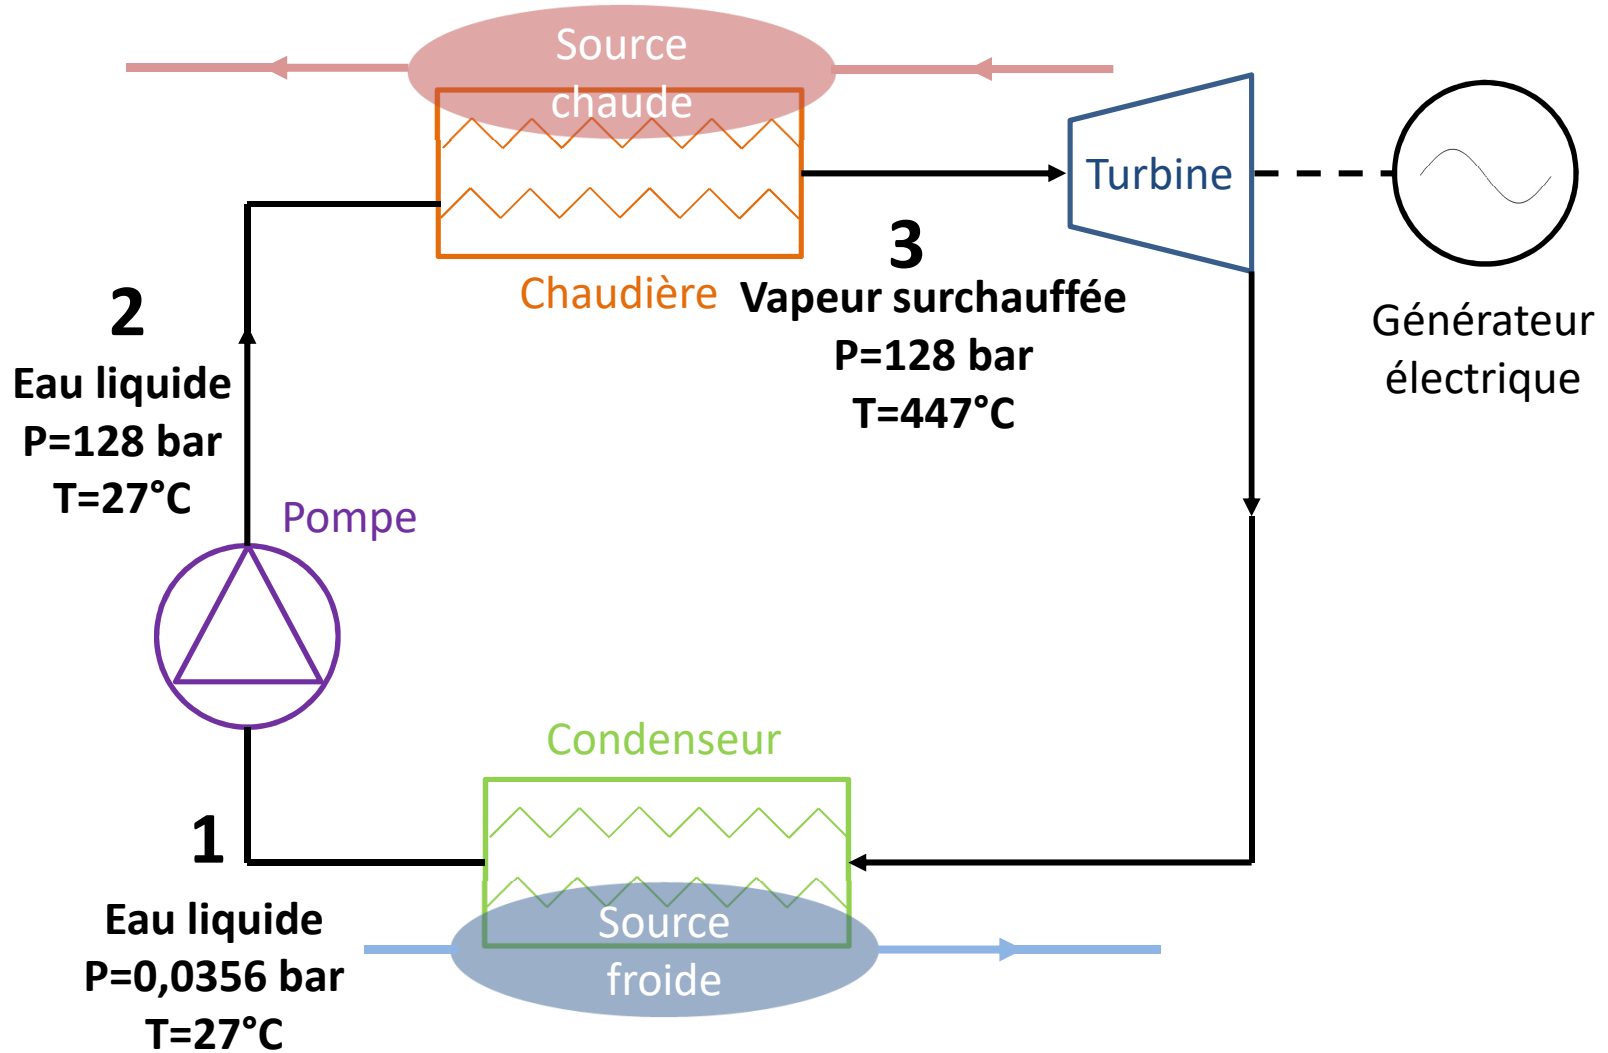 Source
chaude
Turbine
3
Chaudière
Vapeur surchauffée
P=128 bar
T=447°C
Générateur
électrique
2
Eau liquide
P=128 bar
T=27°C
Pompe
Condenseur
1
Eau liquide
P=0,0356 bar
T=27°C
Source
froide